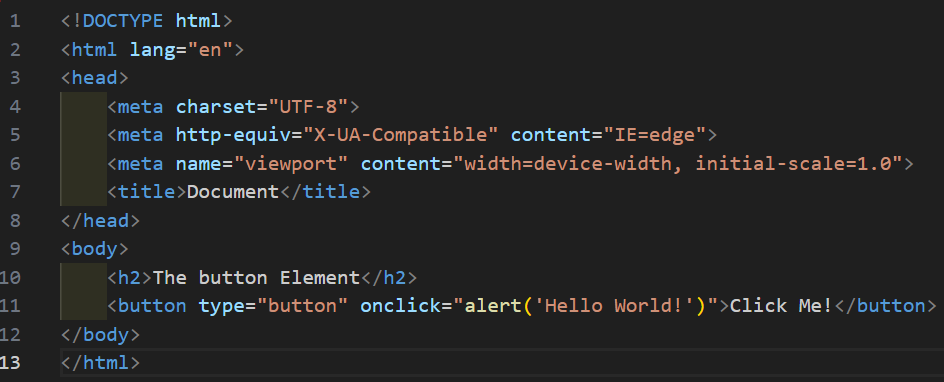 1 <!DOCTYPE html>
2 <html lang="en">
3 <head>
4     <meta charset="UTF-8">
5     <meta http-equiv="X-UA-Compatible" content="IE=edge">
6     <meta name="viewport" content="width=device-width, initial-scale=1.0">
7     <title>Document</title>
8 </head>
9 <body>
10     <h2>The button Element</h2>
11     <button type="button" onclick="alert('Hello World!')">Click Me!</button>
12 </body>
13 </html>